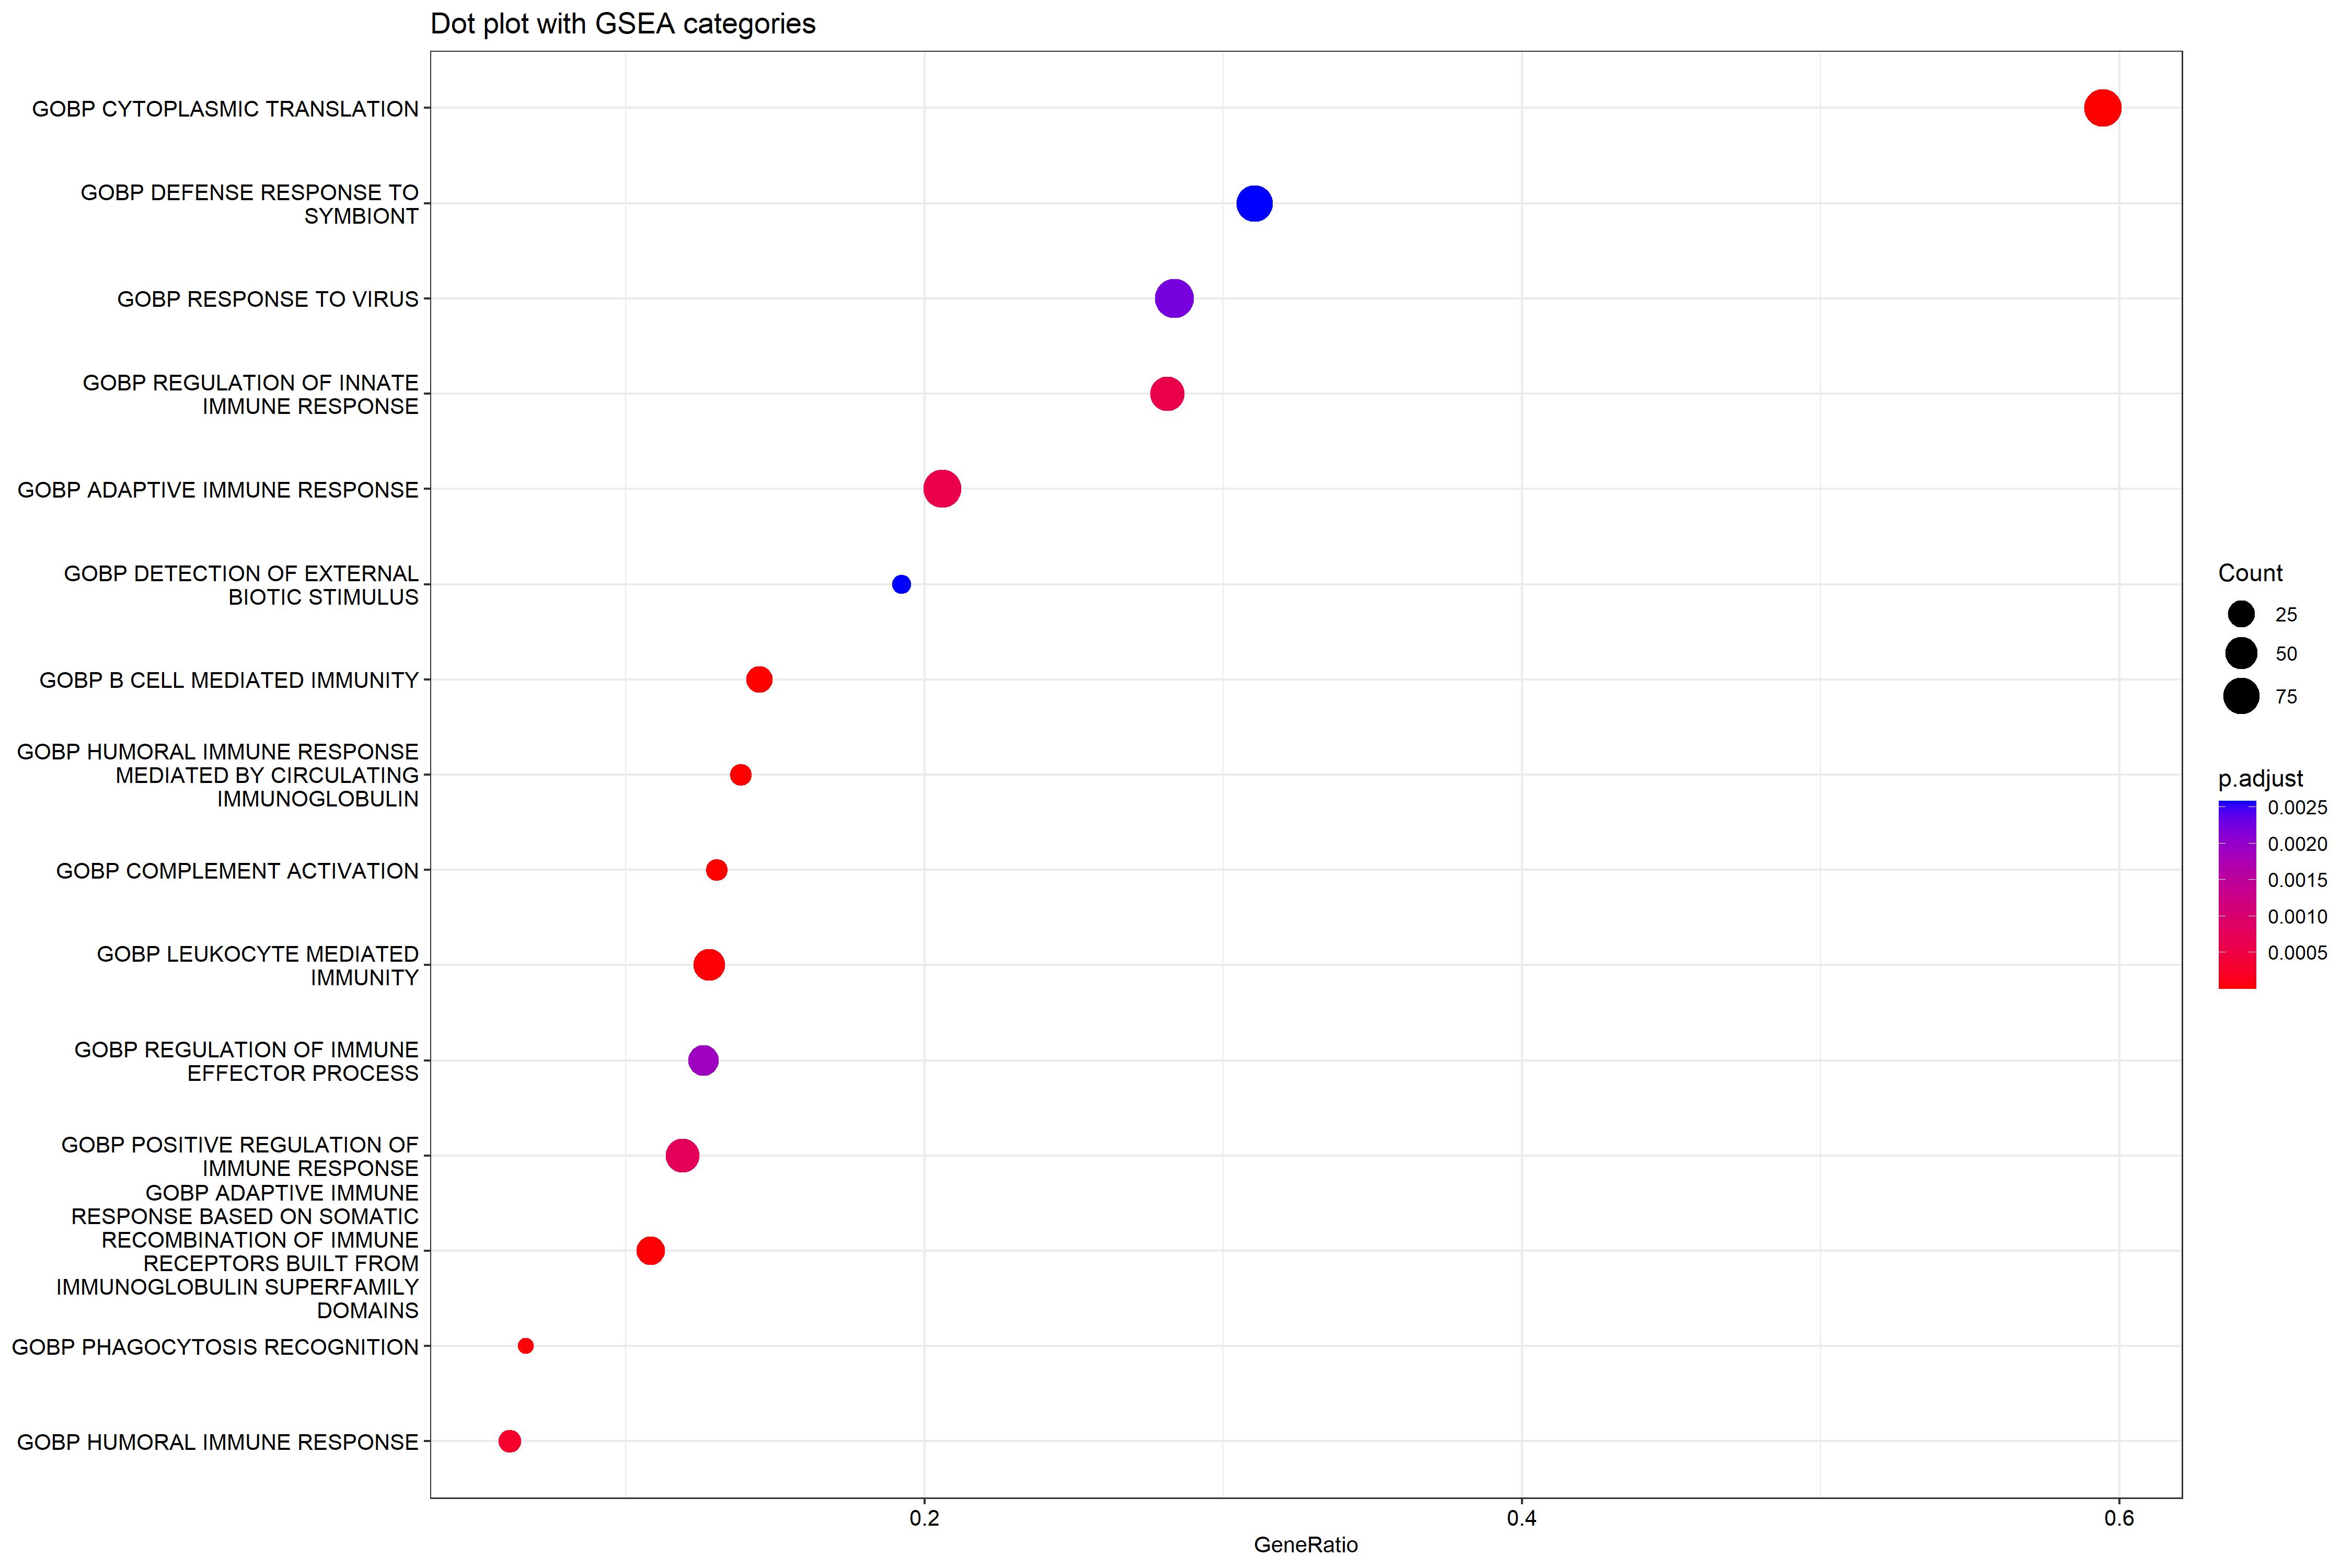 Dot plot with GSEA categories
GOBP CYTOPLASMIC TRANSLATION
GOBP DEFENSE RESPONSE TO
SYMBIONT
GOBP RESPONSE TO VIRUS
GOBP REGULATION OF INNATE
IMMUNE RESPONSE
GOBP ADAPTIVE IMMUNE RESPONSE
GOBP DETECTION OF EXTERNAL
BIOTIC STIMULUS
GOBP B CELL MEDIATED IMMUNITY
GOBP HUMORAL IMMUNE RESPONSE
MEDIATED BY CIRCULATING
IMMUNOGLOBULIN
GOBP COMPLEMENT ACTIVATION
GOBP LEUKOCYTE MEDIATED
IMMUNITY
GOBP REGULATION OF IMMUNE
EFFECTOR PROCESS
GOBP POSITIVE REGULATION OF
IMMUNE RESPONSE
GOBP ADAPTIVE IMMUNE
RESPONSE BASED ON SOMATIC
RECOMBINATION OF IMMUNE
RECEPTORS BUILT FROM
IMMUNOGLOBULIN SUPERFAMILY
DOMAINS
GOBP PHAGOCYTOSIS RECOGNITION
GOBP HUMORAL IMMUNE RESPONSE
0.2 0.4 0.6
GeneRatio
Count
25
50
75
p.adjust
0.0025
0.0020
0.0015
0.0010
0.0005